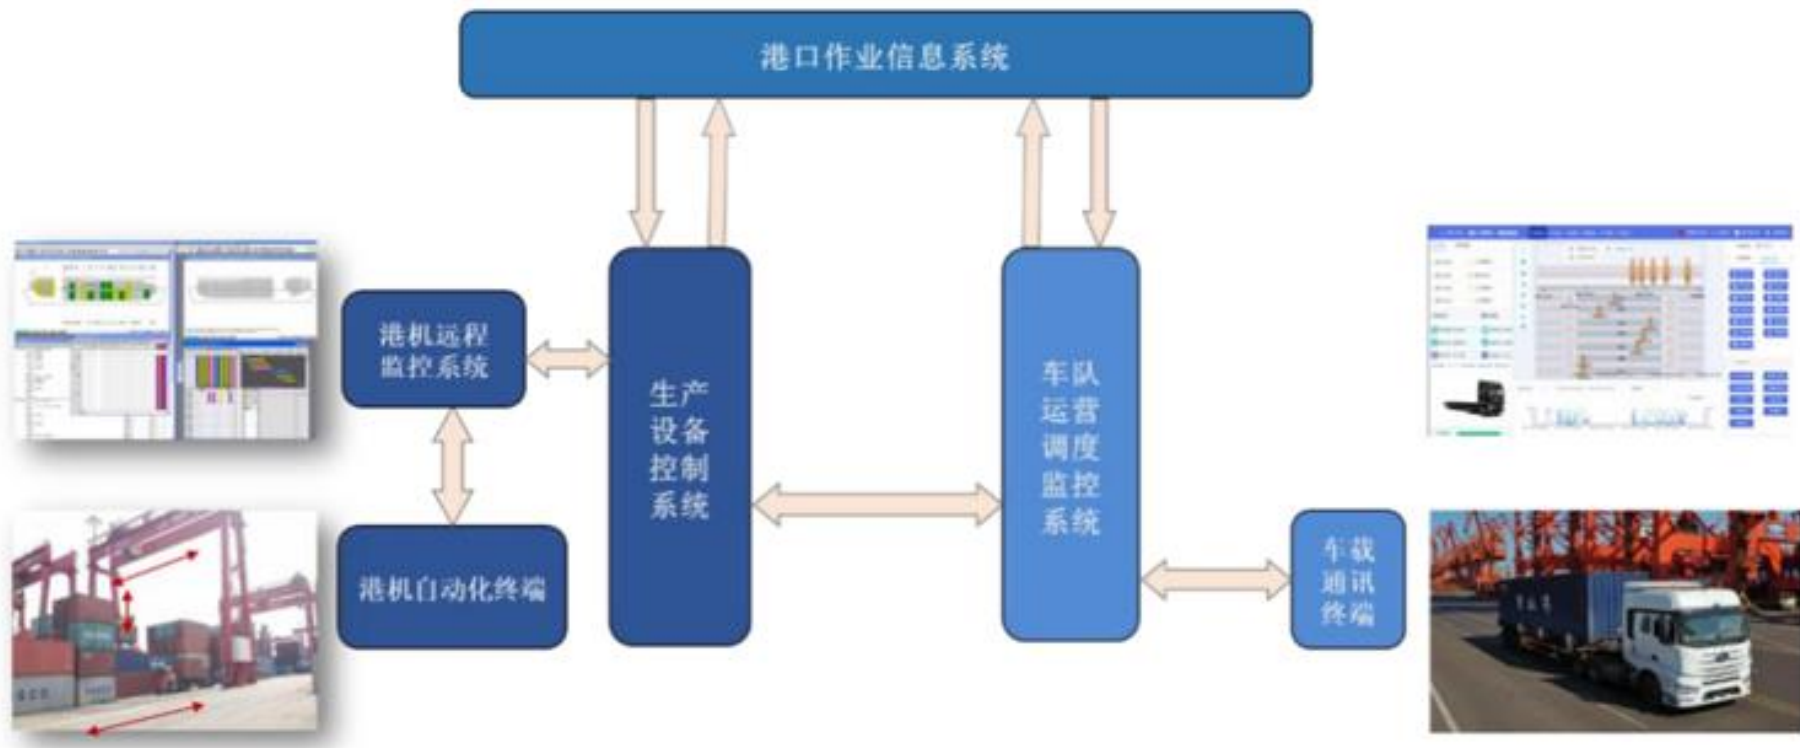 港口作业信息系统
港机远程
监控系统
生产
设备
控制
系统
车队
运营
调度
监控
系统
港机自动化终端
车载
通讯
终端